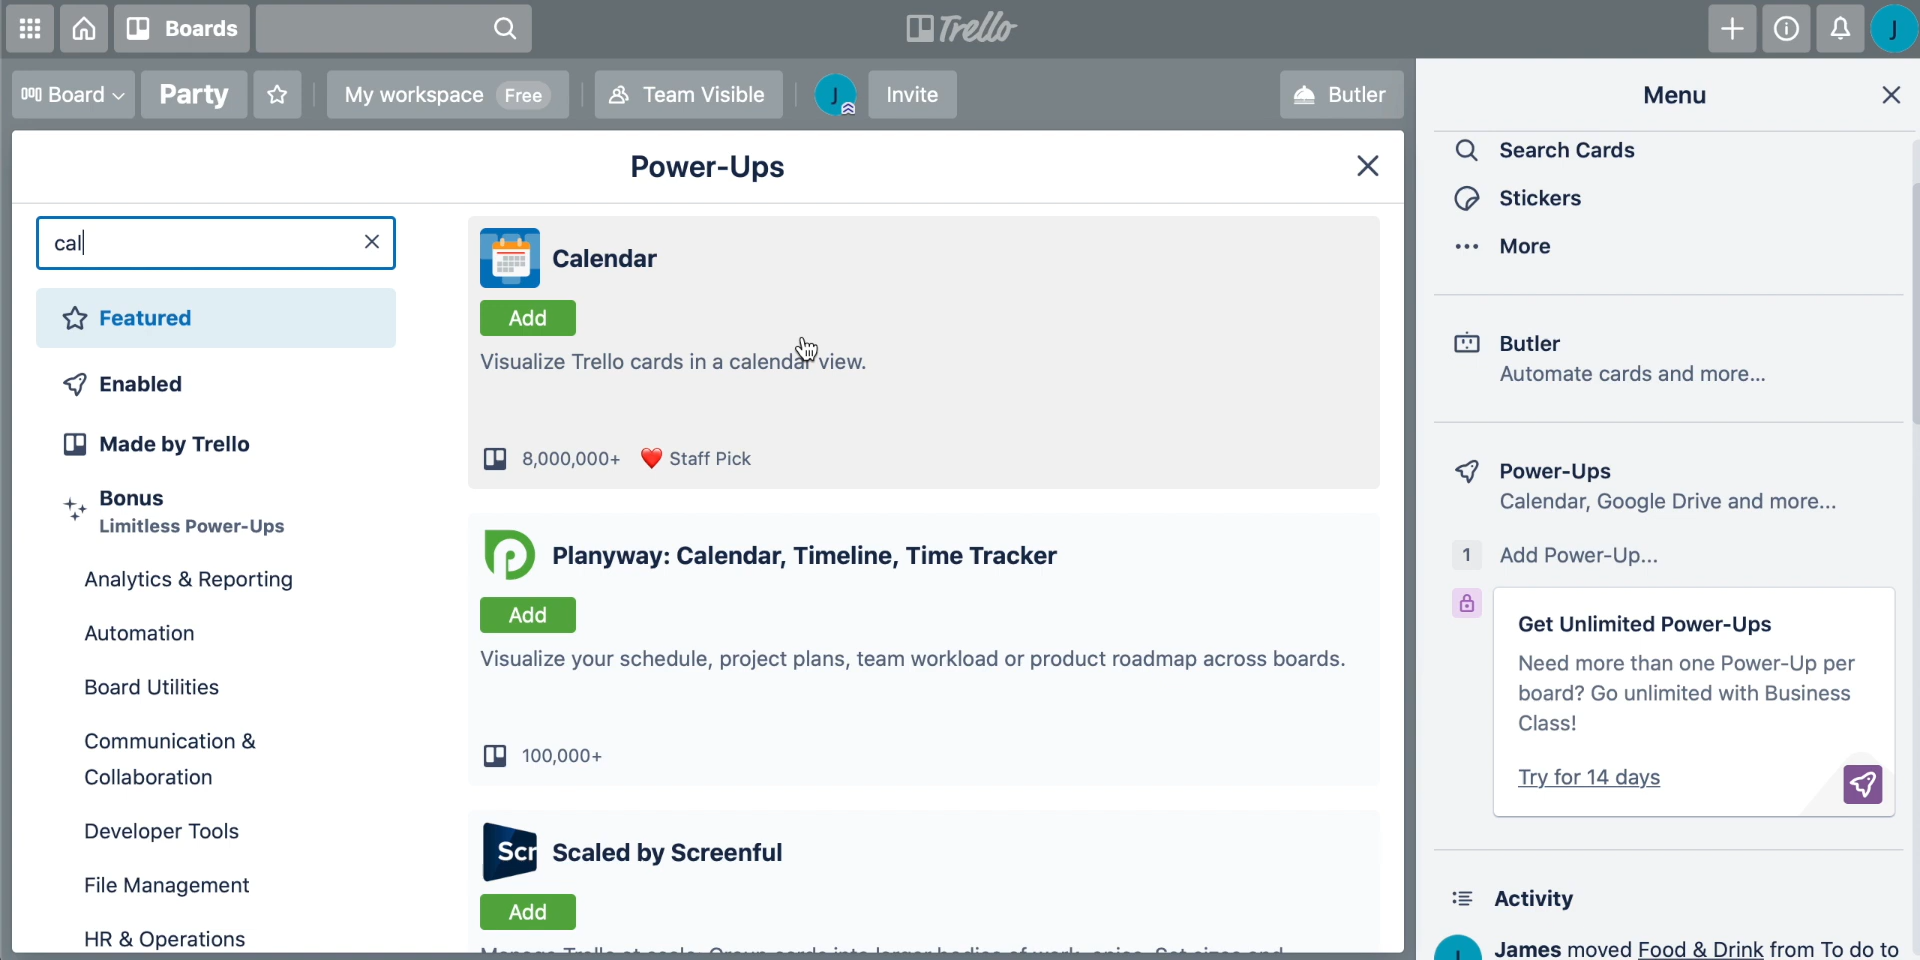 Boards
Trello
J
Board
Party
My workspace Free
Team Visible
J
Invite
Butler
Menu
Power-Ups
cal
Featured
Enabled
Made by Trello
Bonus
Limitless Power-Ups
Analytics & Reporting
Automation
Board Utilities
Communication &
Collaboration
Developer Tools
File Management
HR & Operations
Calendar
Add
Visualize Trello cards in a calendar view.
8,000,000+ Staff Pick
Planyway: Calendar, Timeline, Time Tracker
Add
Visualize your schedule, project plans, team workload or product roadmap across boards.
100,000+
Scr Scaled by Screenful
Add
Search Cards
Stickers
More
Butler
Automate cards and more...
Power-Ups
Calendar, Google Drive and more...
1 Add Power-Up...
Get Unlimited Power-Ups
Need more than one Power-Up per
board? Go unlimited with Business
Class!
Try for 14 days
Activity
James moved Food & Drink from To do to